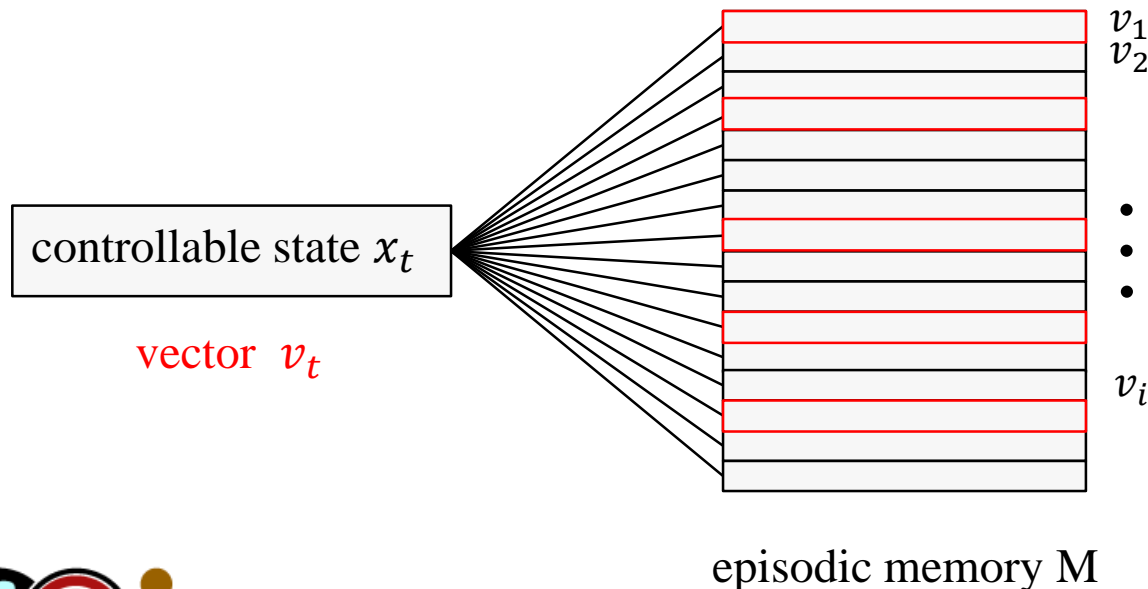 v₁
v₂
controllable state xₜ
vector vₜ
vᵢ
episodic memory M